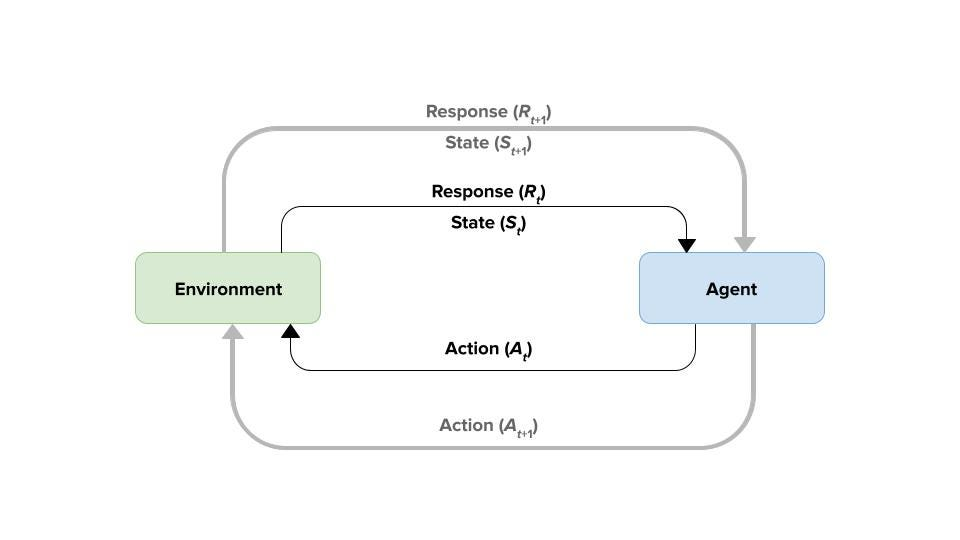 Response (Rt+1)
State (St+1)
Response (Rt)
State (St)
Environment
Agent
Action (At)
Action (At+1)